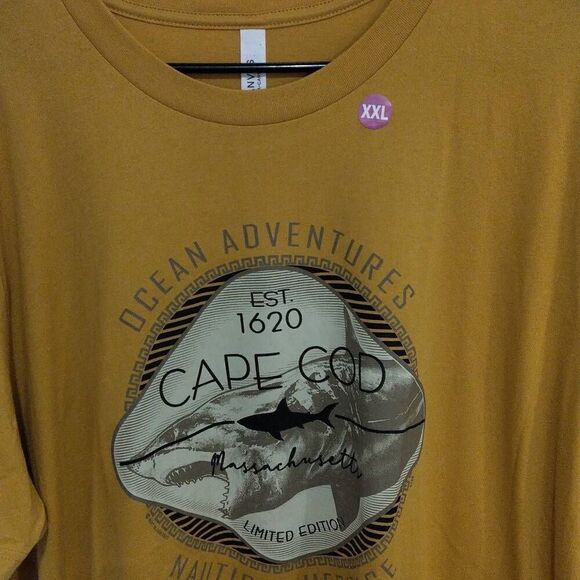 XXL
OCEAN ADVENTURES
EST.
1620
CAPE COD
Massachusetts
LIMITED EDITION